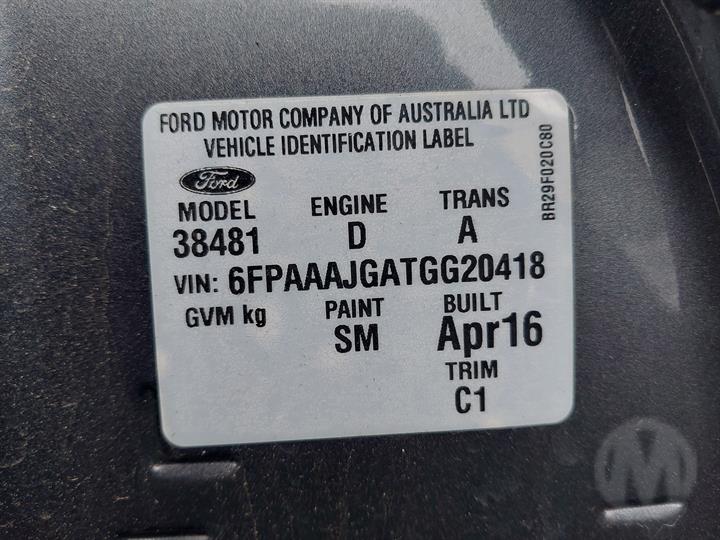 FORD MOTOR COMPANY OF AUSTRALIA LTD
VEHICLE IDENTIFICATION LABEL
Ford
MODEL ENGINE TRANS
38481 D A
VIN: 6FPAAAJGATGG20418
GVM kg PAINT BUILT
SM Apr16
TRIM
C1
BR29F020C80
M